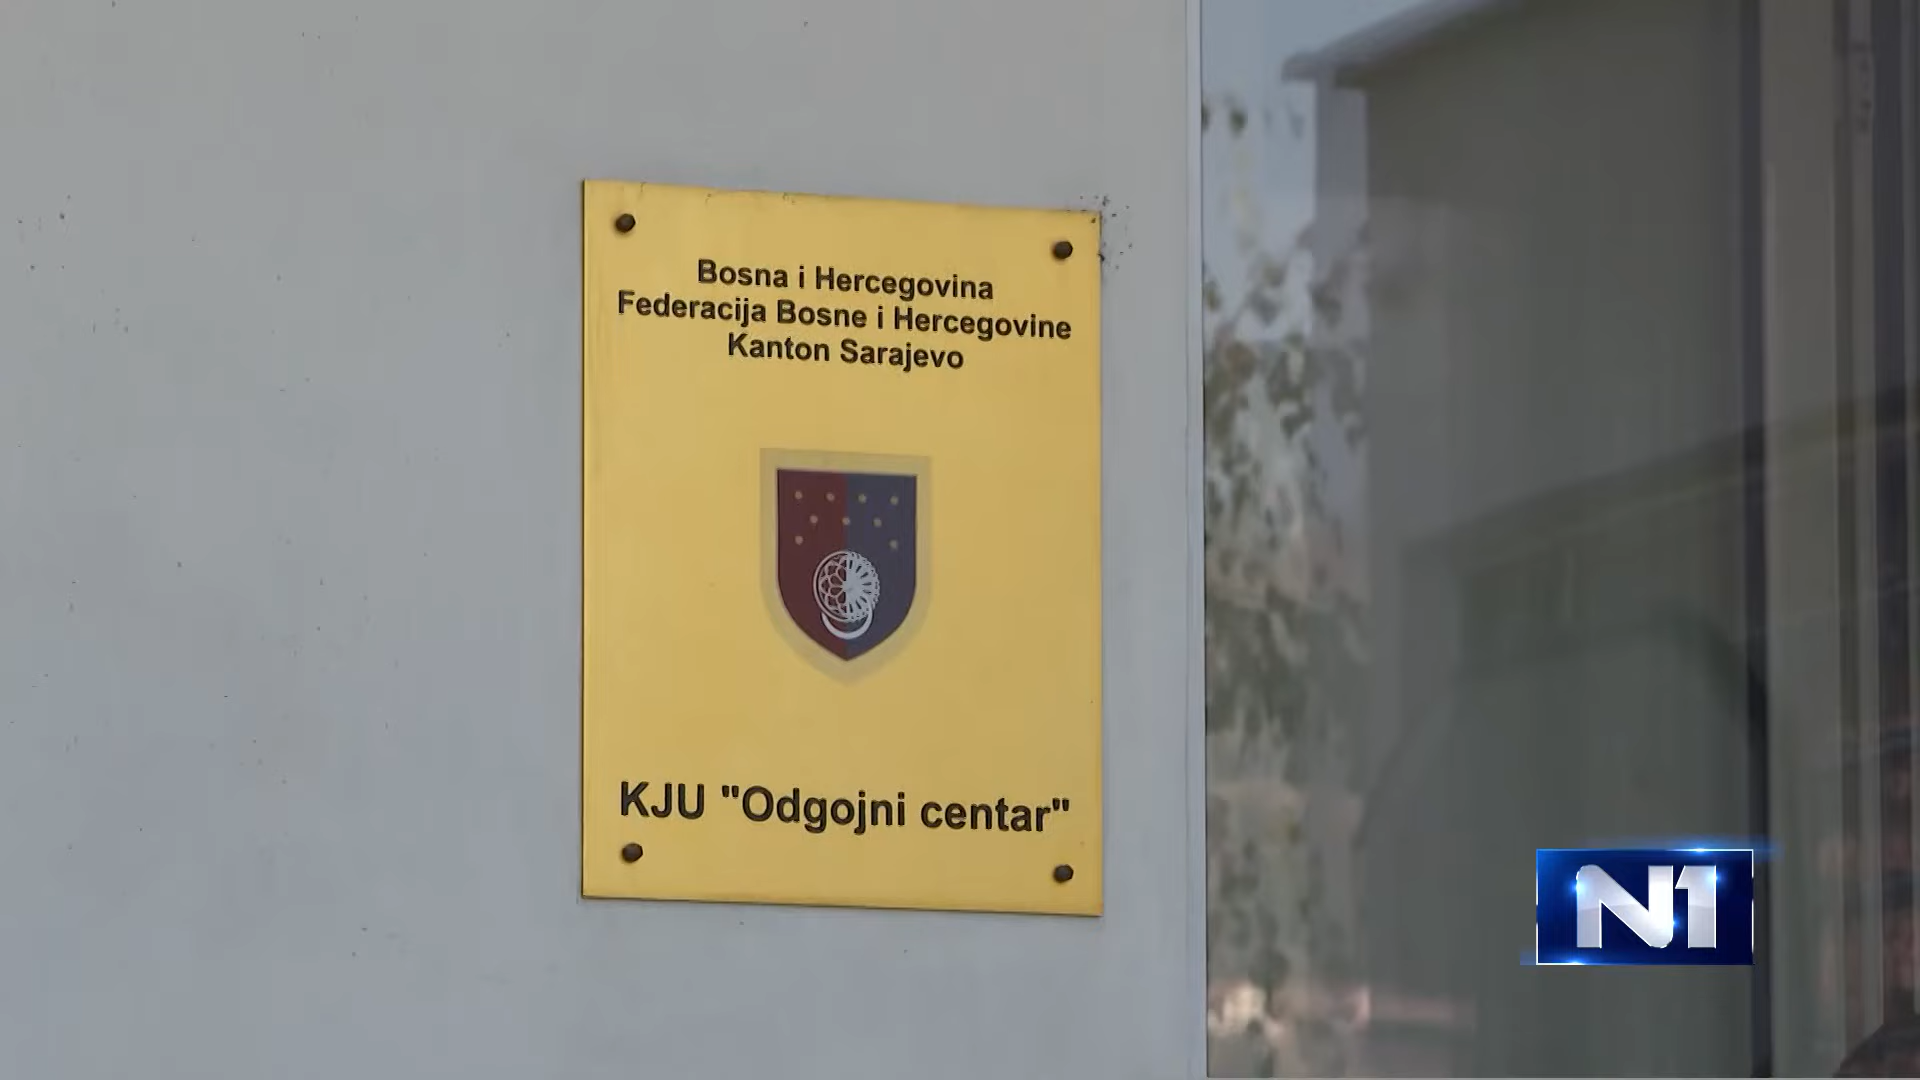 Bosna i Hercegovina
Federacija Bosne i Hercegovine
Kanton Sarajevo
KJU "Odgojni centar"
N1